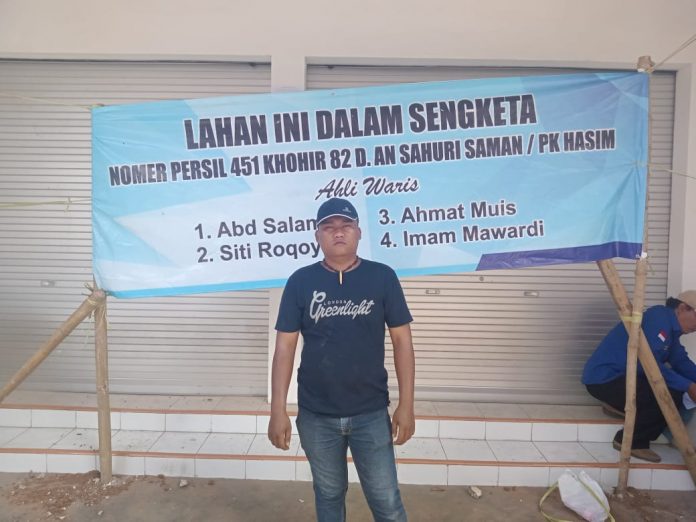 LAHAN INI DALAM SENGKETA
NOMER PERSIL 451 KHOHIR 82 D. AN SAHURI SAMAN / PK HASIM
Ahli Waris
1. Abd Salam
2. Siti
3. Ahmat Muis
4. Imam Mawardi
LONDON
Greenlight